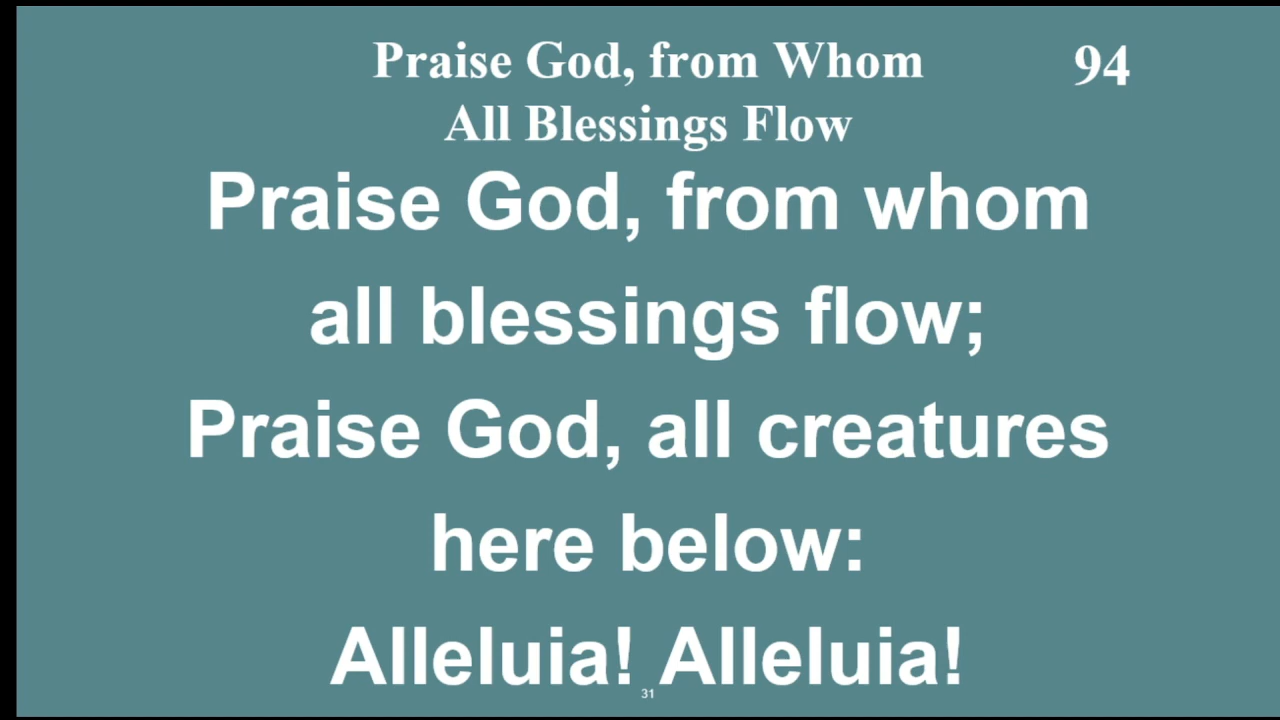 Praise God, from Whom 94
All Blessings Flow
Praise God, from whom
all blessings flow;
Praise God, all creatures
here below:
Alleluia! Alleluia!
31